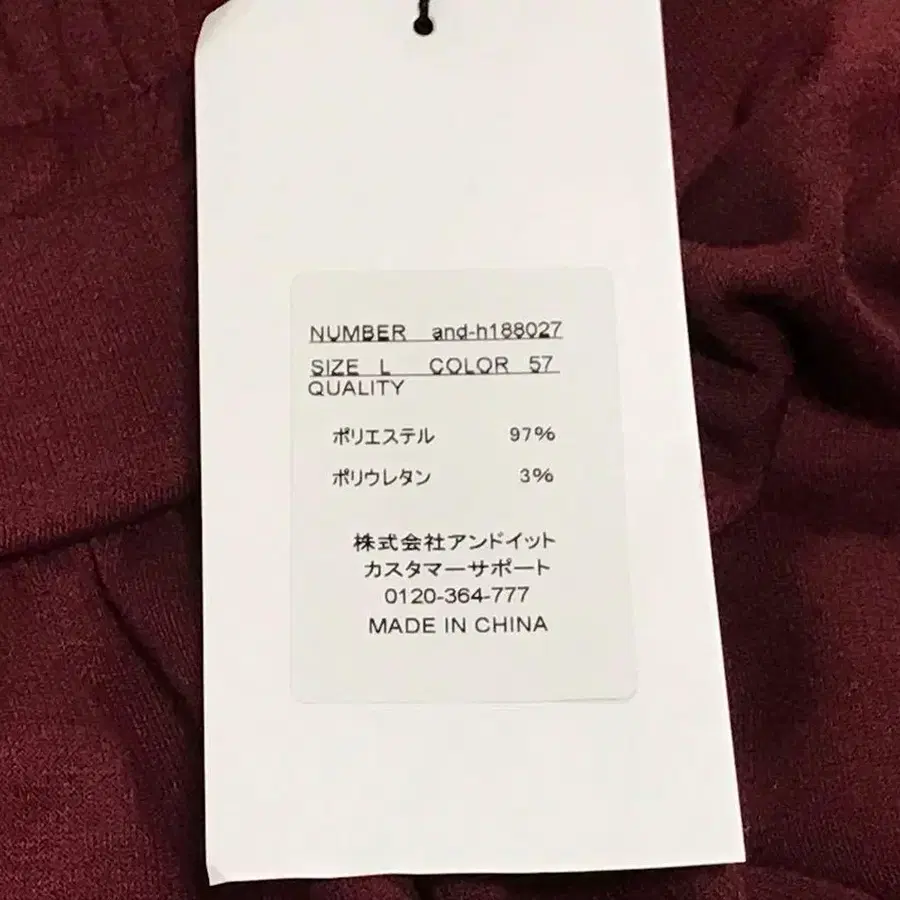 NUMBER and-h188027
SIZE L COLOR 57
QUALITY
ポリエステル 97%
ポリウレタン 3%
株式会社アンドイット
カスタマーサポート
0120-364-777
MADE IN CHINA